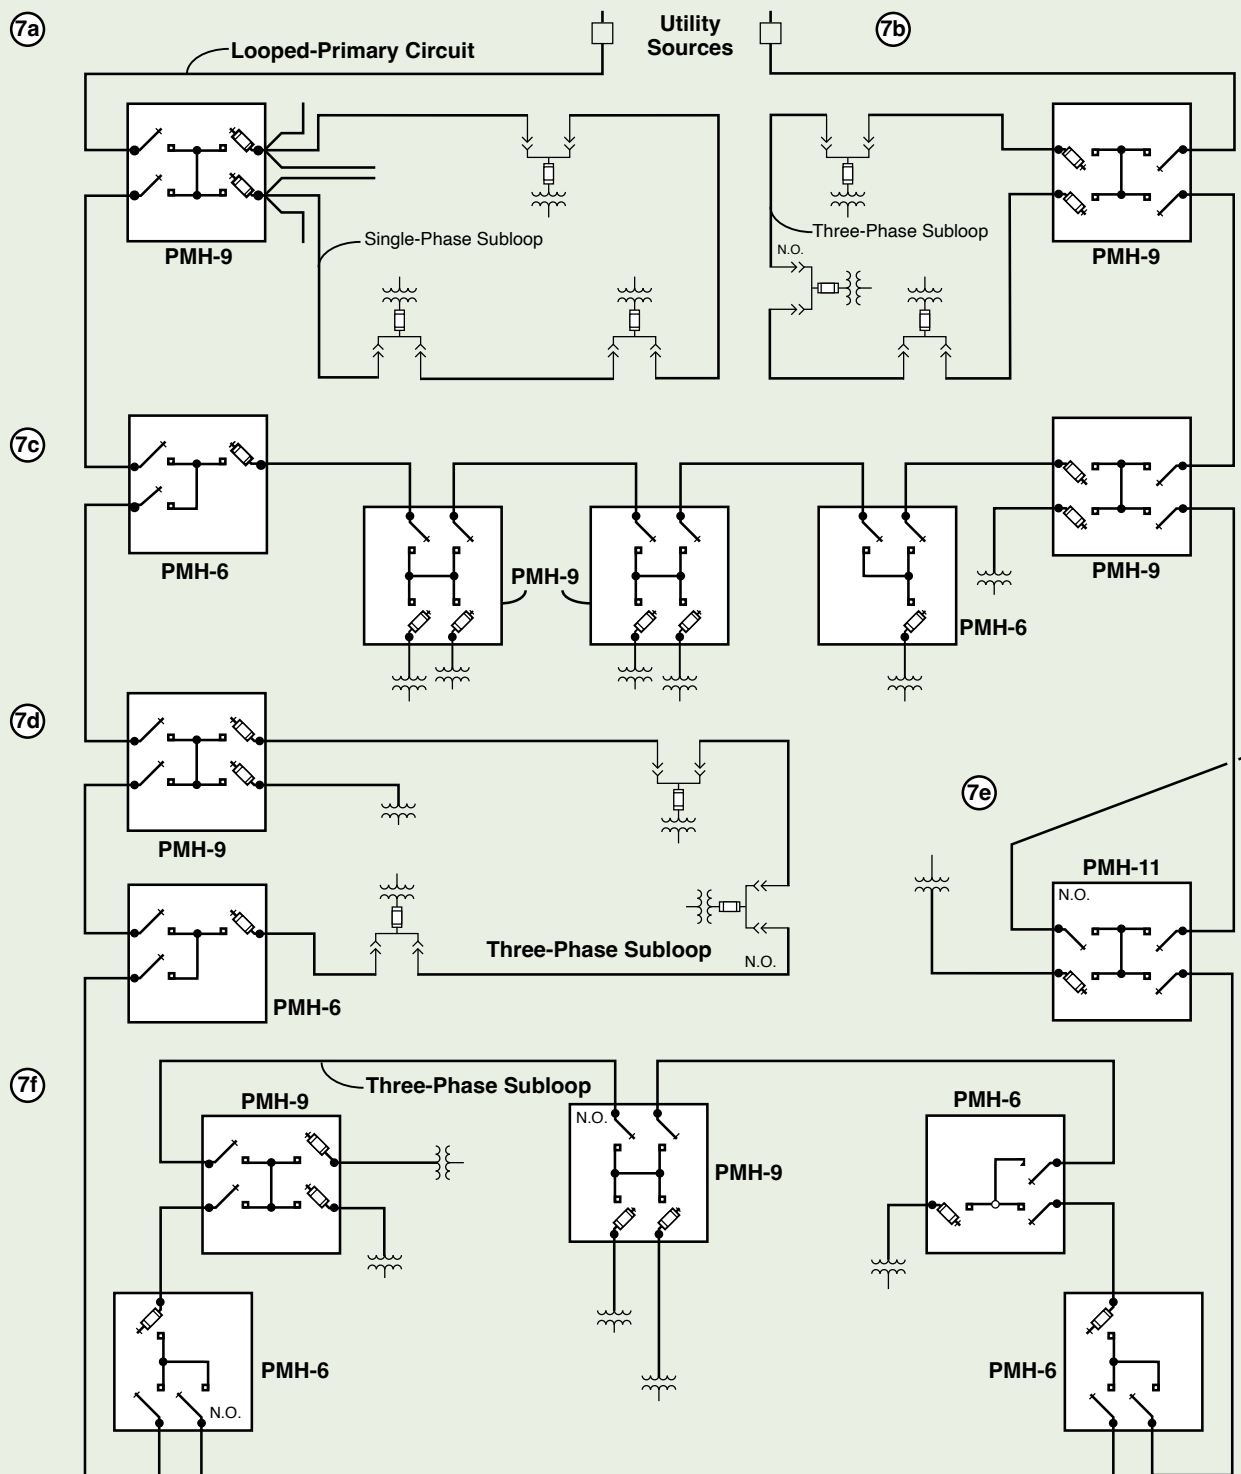 7a
Looped-Primary Circuit
Utility
Sources
7b
PMH-9
Single-Phase Subloop
Three-Phase Subloop
N.O.
PMH-9
7c
PMH-6
PMH-9
PMH-6
PMH-9
7d
PMH-9
7e
PMH-11
N.O.
Three-Phase Subloop
N.O.
PMH-6
7f
Three-Phase Subloop
PMH-9
N.O.
PMH-9
PMH-6
PMH-6
N.O.
PMH-6